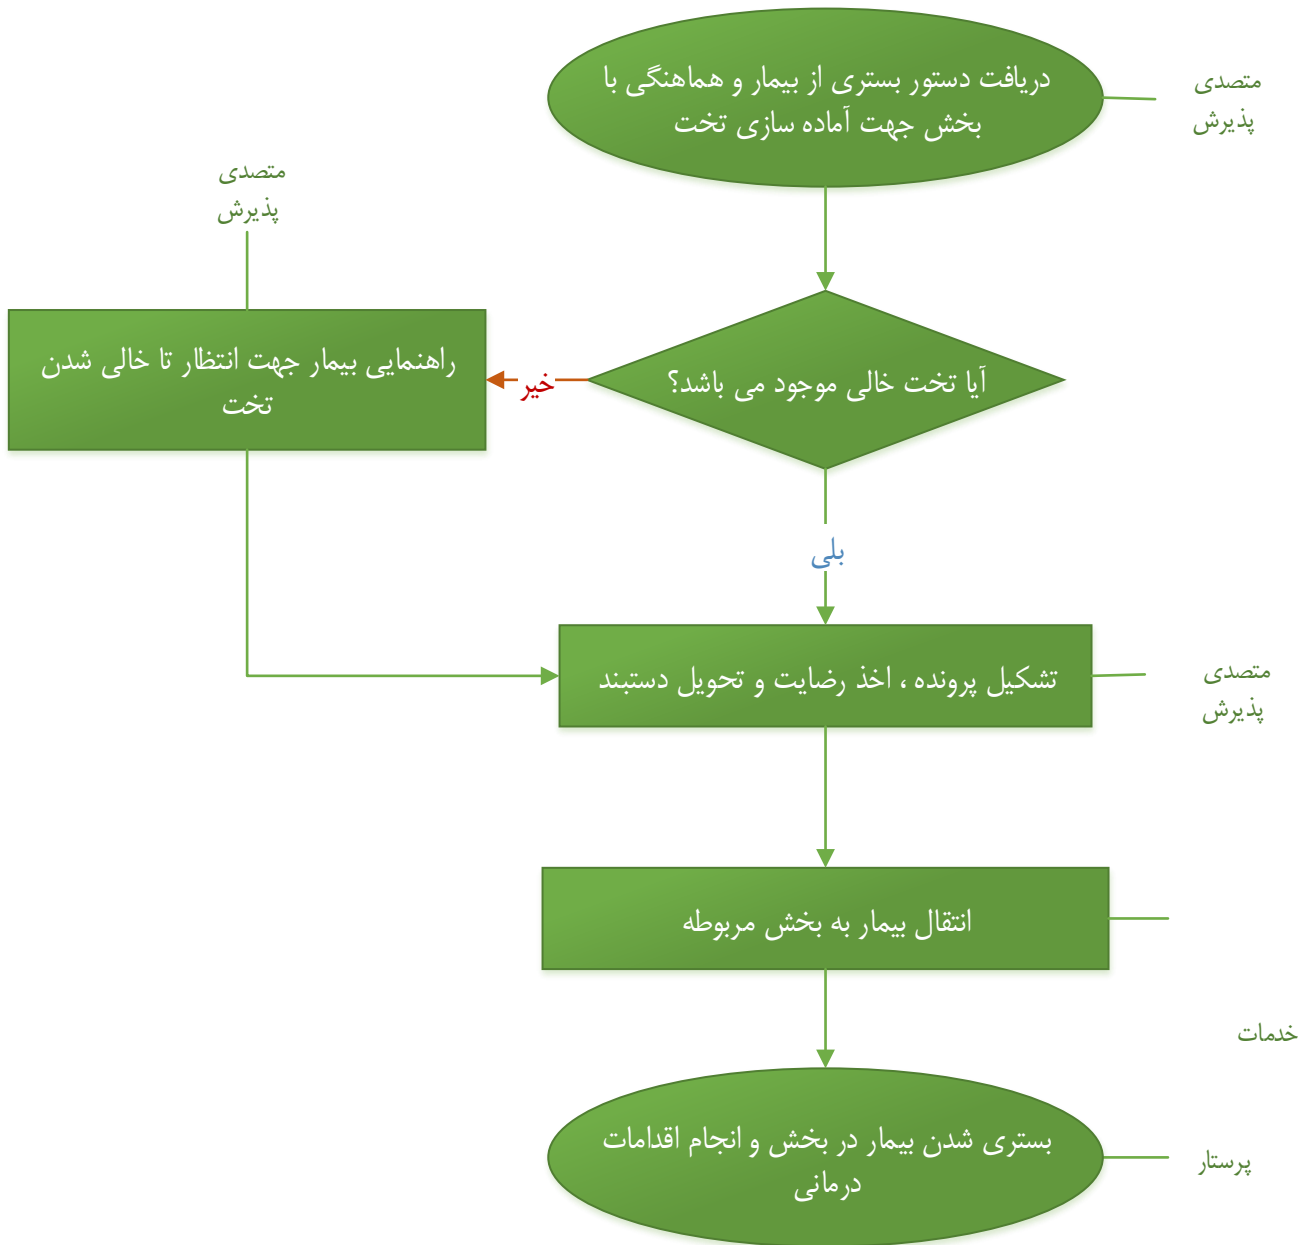 دریافت دستور بستری از بیمار و هماهنگی با
بخش جهت آماده سازی تخت
متصدی
پذیرش
متصدی
پذیرش
آیا تخت خالی موجود می باشد؟
خیر
راهنمایی بیمار جهت انتظار تا خالی شدن
تخت
بلی
تشکیل پرونده ، اخذ رضایت و تحویل دستبند
متصدی
پذیرش
انتقال بیمار به بخش مربوطه
خدمات
بستری شدن بیمار در بخش و انجام اقدامات
درمانی
پرستار